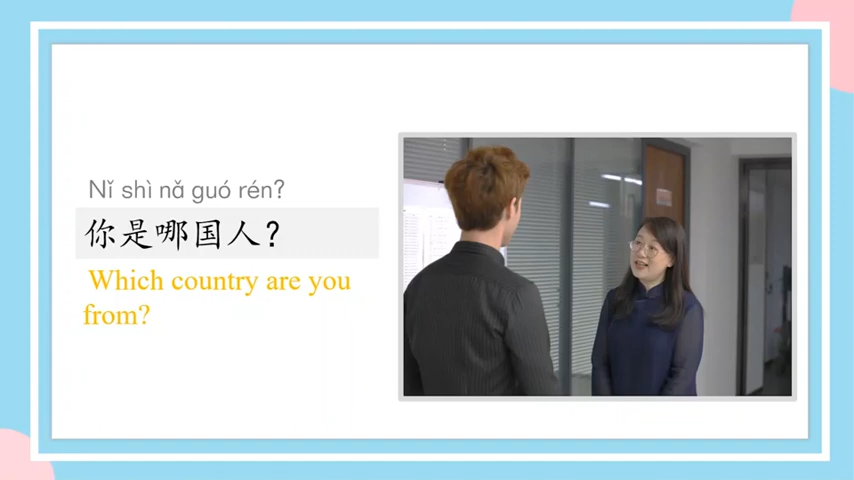 Nǐ shì nǎ guó rén?
你是哪国人?
Which country are you
from?